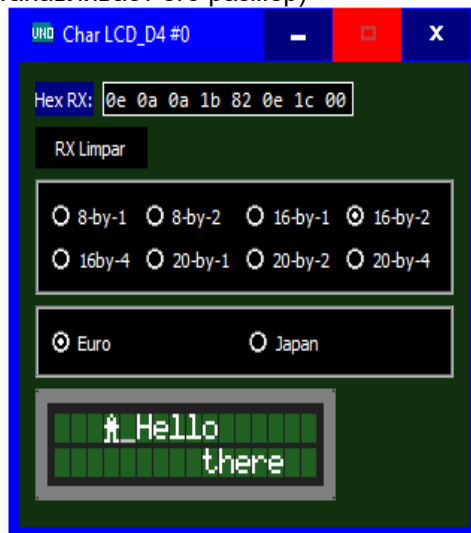 UNO Char LCD_D4 #0
Hex RX: 0e 0a 0a 1b 82 0e 1c 00
RX Limpar
8-by-1 8-by-2 16-by-1 16-by-2
16by-4 20-by-1 20-by-2 20-by-4
Euro Japan
_Hello
there